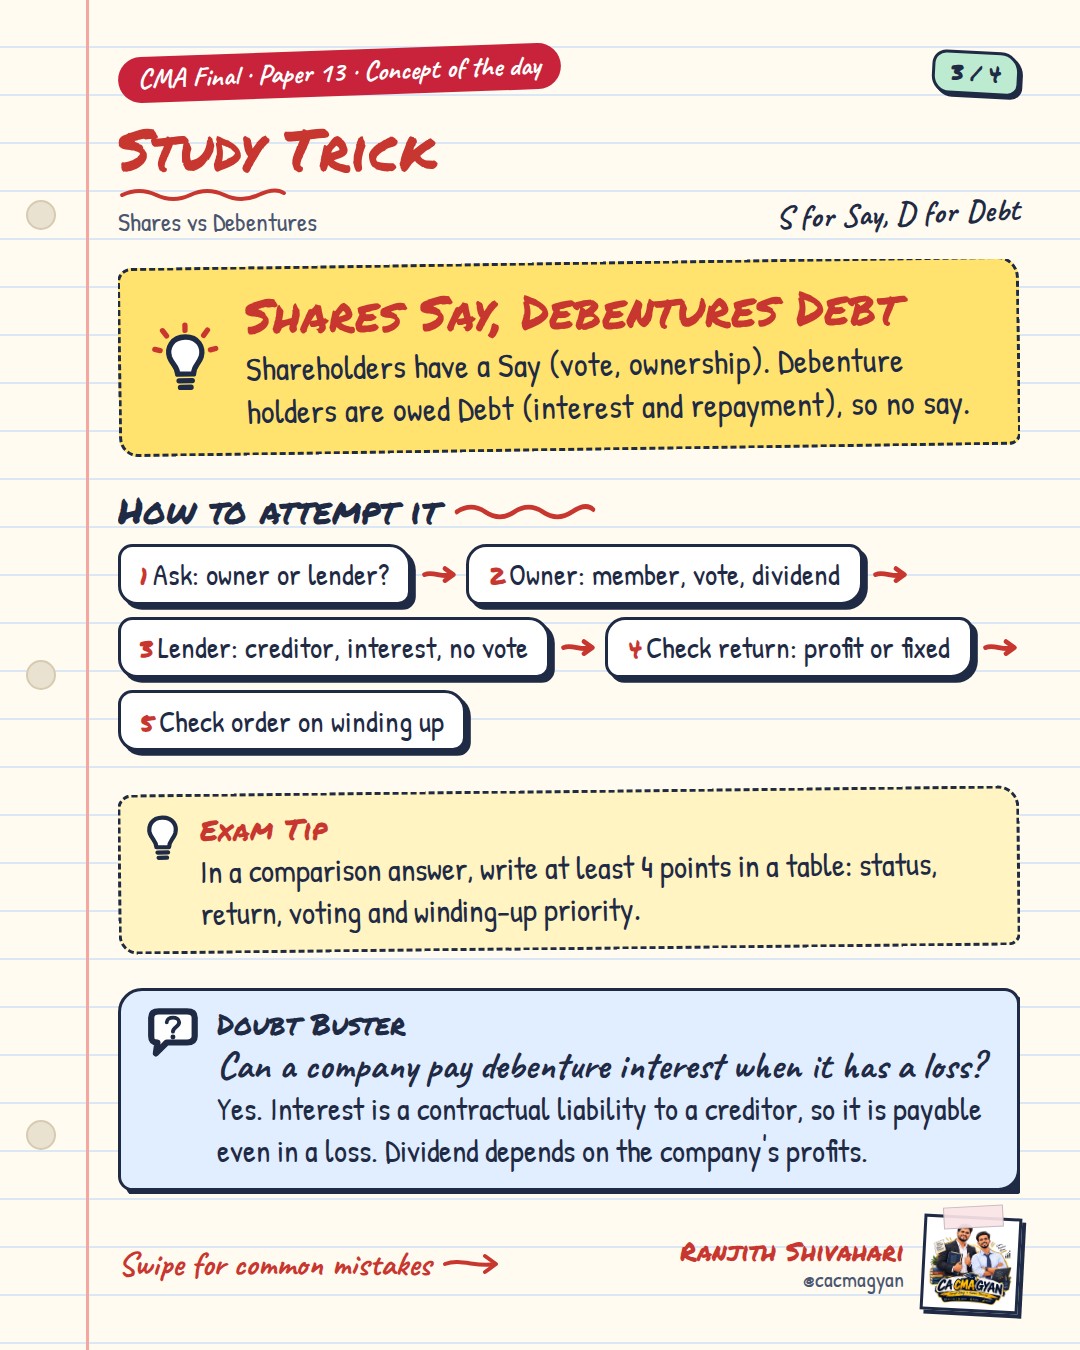 CMA Final · Paper 13 · Concept of the day
3 / 4
Study Trick
Shares vs Debentures
S for Say, D for Debt
Shares Say, Debentures Debt
Shareholders have a Say (vote, ownership). Debenture
holders are owed Debt (interest and repayment), so no say.
How to attempt it
1 Ask: owner or lender?
2 Owner: member, vote, dividend
3 Lender: creditor, interest, no vote
4 Check return: profit or fixed
5 Check order on winding up
Exam Tip
In a comparison answer, write at least 4 points in a table: status,
return, voting and winding-up priority.
Doubt Buster
Can a company pay debenture interest when it has a loss?
Yes. Interest is a contractual liability to a creditor, so it is payable
even in a loss. Dividend depends on the company's profits.
Swipe for common mistakes
Ranjith Shivahari
@cacmagyan
CA CMA GYAN